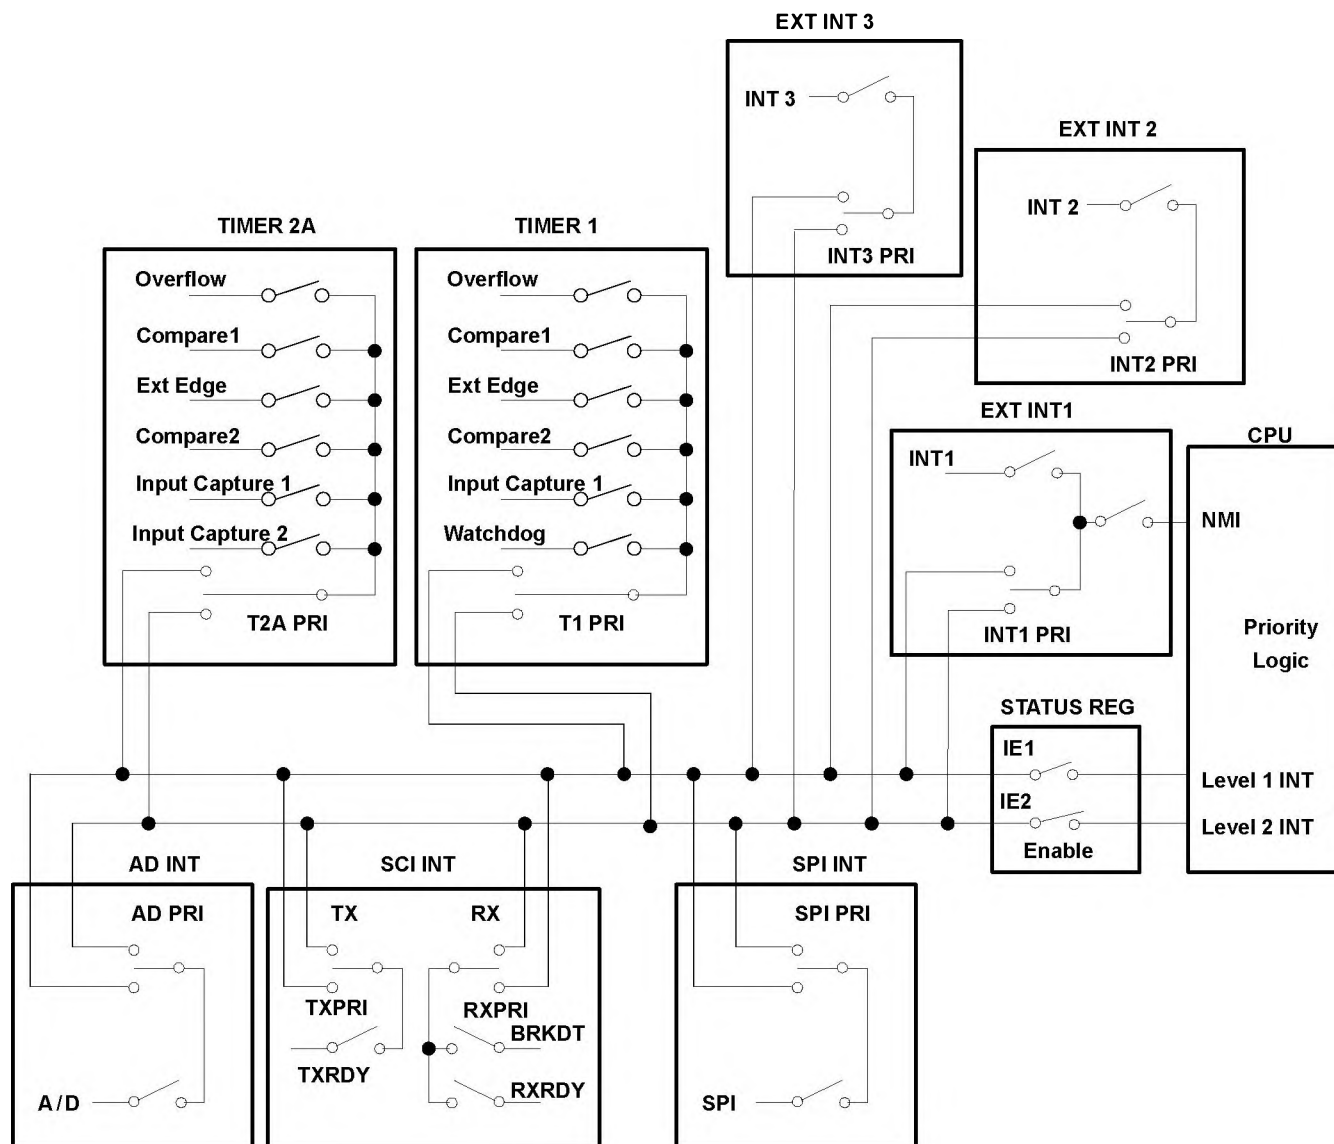 EXT INT 3
INT 3
INT3 PRI
EXT INT 2
INT 2
INT2 PRI
TIMER 2A
Overflow
Compare1
Ext Edge
Compare2
Input Capture 1
Input Capture 2
T2A PRI
TIMER 1
Overflow
Compare1
Ext Edge
Compare2
Input Capture 1
Watchdog
T1 PRI
EXT INT1
INT1
INT1 PRI
CPU
NMI
Priority
Logic
Level 1 INT
Level 2 INT
STATUS REG
IE1
IE2
Enable
AD INT
AD PRI
A/D
SCI INT
TX
RX
TXPRI
RXPRI
BRKDT
TXRDY
RXRDY
SPI INT
SPI PRI
SPI